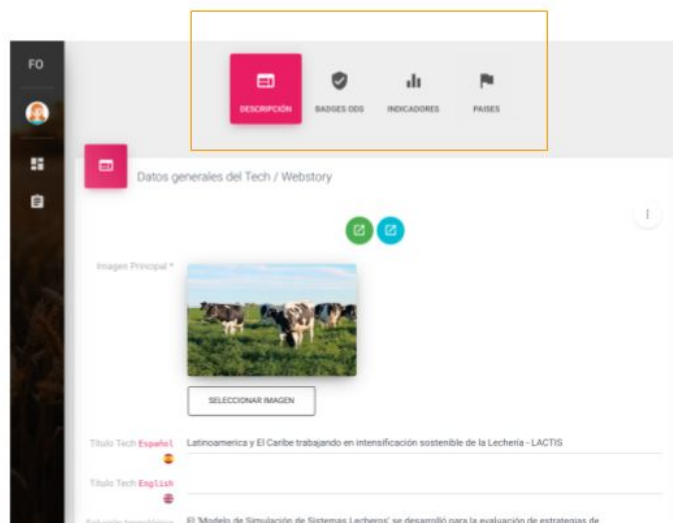 FO
DESCRIPCIÓN
BADGES ODS
INDICADORES
PAISES
Datos generales del Tech / Webstory
Imagen Principal *
SELECCIONAR IMAGEN
Título Tech Español
Latinoamerica y El Caribe trabajando en intensificación sostenible de la Lechería - LACTIS
Título Tech English
El 'Modelo de Simulación de Sistemas Lecheros' se desarrolló para la evaluación de estrategias de